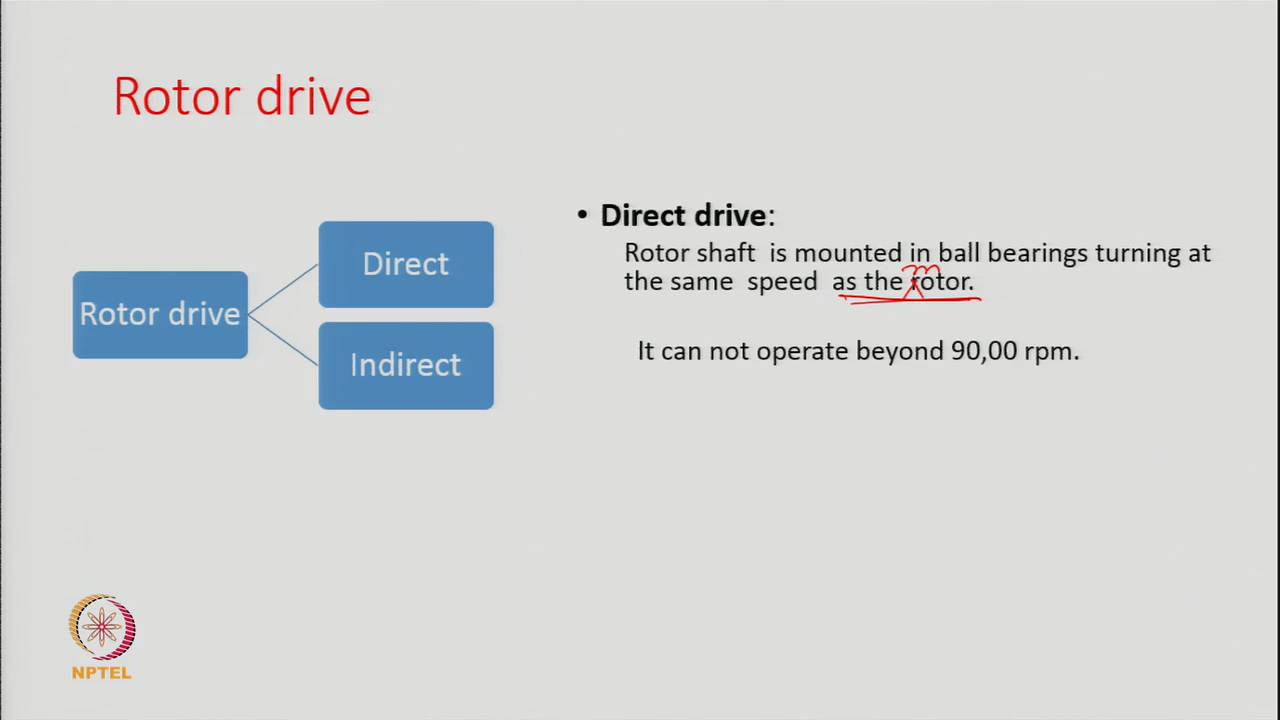 Rotor drive
Rotor drive
Direct
Indirect
• Direct drive:
Rotor shaft is mounted in ball bearings turning at
the same speed as the rotor.
m
It can not operate beyond 90,00 rpm.
NPTEL